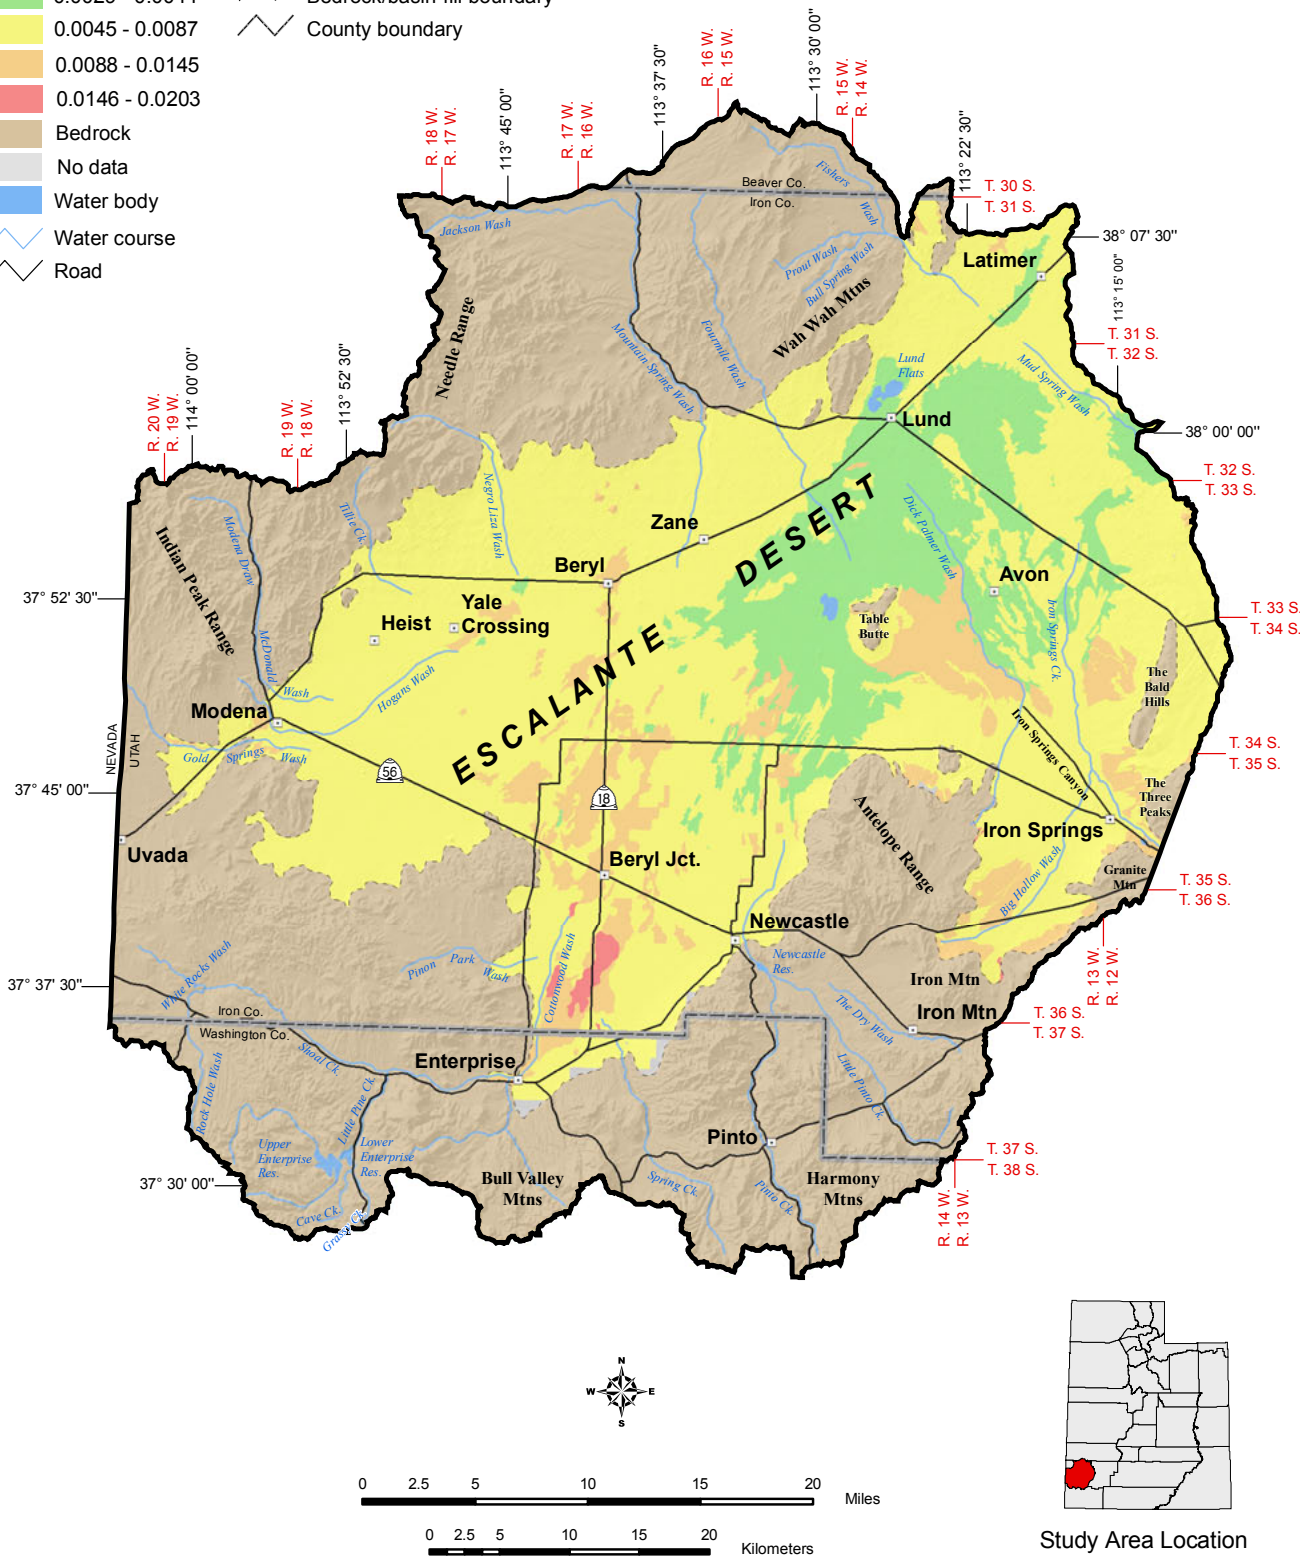 0.0045 - 0.0087
County boundary
0.0088 - 0.0145
0.0146 - 0.0203
Bedrock
No data
Water body
Water course
Road
R. 18 W.
R. 17 W.
113° 45' 00"
R. 17 W.
R. 16 W.
113° 37' 30"
R. 16 W.
R. 15 W.
113° 30' 00"
R. 15 W.
R. 14 W.
113° 22' 30"
T. 30 S.
T. 31 S.
Beaver Co.
Iron Co.
Fishers
Wash
Jackson Wash
Prout Wash
Bull Spring Wash
Wah Wah Mtns
Latimer
38° 07' 30"
113° 15' 00"
T. 31 S.
T. 32 S.
Needle Range
Mountain Spring Wash
Fourmile Wash
Lund
Flats
Mud Spring Wash
Lund
38° 00' 00"
R. 20 W.
R. 19 W.
114° 00' 00"
R. 19 W.
R. 18 W.
113° 52' 30"
T. 32 S.
T. 33 S.
Indian Peak Range
Modena Draw
Tillie Ck.
Negro Liza Wash
Zane
Beryl
DESERT
Dick Palmer Wash
Avon
37° 52' 30"
Heist
Yale
Crossing
Table
Butte
Iron Springs Ck.
T. 33 S.
T. 34 S.
McDonald
Wash
Hogans Wash
ESCALANTE
The
Bald
Hills
Modena
NEVADA
UTAH
Gold Springs Wash
56
18
Iron Springs Canyon
T. 34 S.
T. 35 S.
37° 45' 00"
The
Three
Peaks
Antelope Range
Iron Springs
Uvada
Beryl Jct.
Big Hollow Wash
Granite
Mtn
T. 35 S.
T. 36 S.
Newcastle
White Rocks Wash
Pinon Park Wash
Cottonwood Wash
Newcastle
Res.
Iron Mtn
R. 13 W.
R. 12 W.
37° 37' 30"
The Dry Wash
Iron Mtn
T. 36 S.
T. 37 S.
Iron Co.
Washington Co.
Shoal Ck.
Enterprise
Little Pinto Ck.
Rock Hole Wash
Little Pine Ck.
Upper
Enterprise
Res.
Lower
Enterprise
Res.
Pinto
T. 37 S.
T. 38 S.
37° 30' 00"
Bull Valley
Mtns
Spring Ck.
Pinto Ck.
Harmony
Mtns
Cave Ck.
Grassy Ck.
R. 14 W.
R. 13 W.
N
W E
S
0 2.5 5 10 15 20
Miles
0 2.5 5 10 15 20
Kilometers
Study Area Location